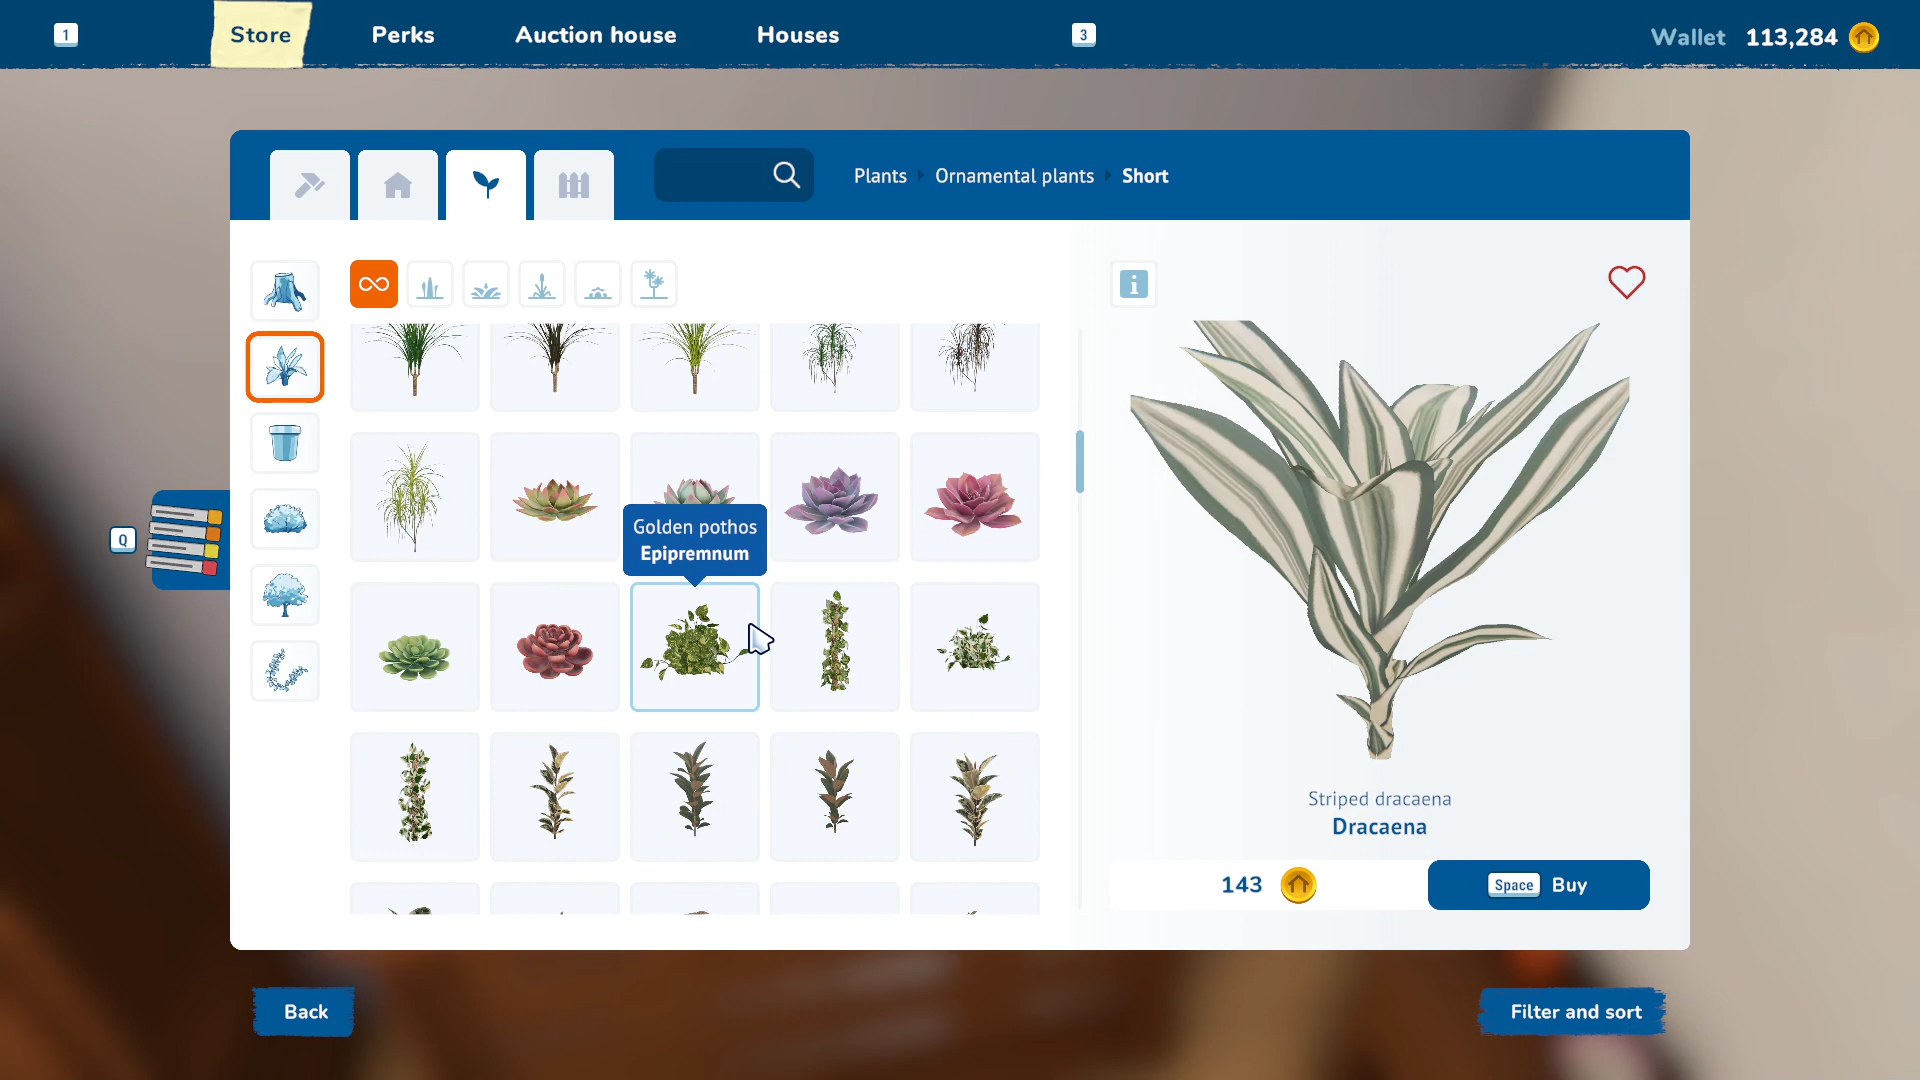 1
Store
Perks
Auction house
Houses
3
Wallet 113,284
Plants Ornamental plants Short
i
Q
Golden pothos
Epipremnum
Striped dracaena
Dracaena
143
Space Buy
Back
Filter and sort